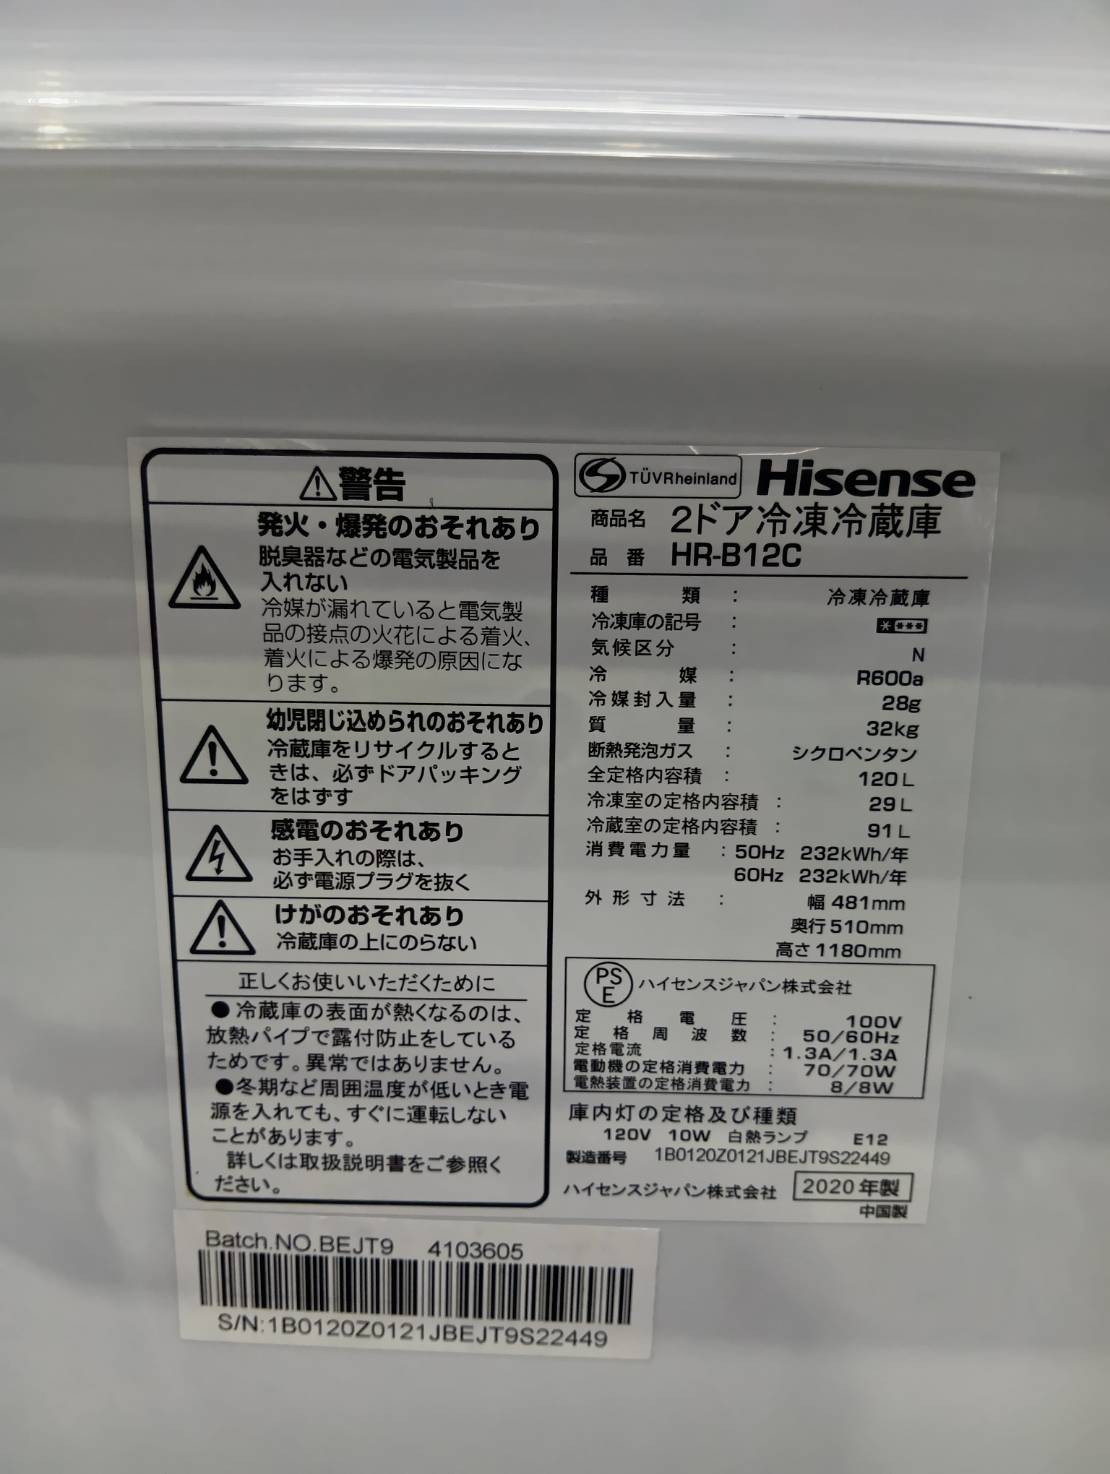 ⚠警告
発火・爆発のおそれあり
脱臭器などの電気製品を
入れない
冷媒が漏れていると電気製
品の接点の火花による着火、
着火による爆発の原因にな
ります。
幼児閉じ込められのおそれあり
冷蔵庫をリサイクルすると
きは、必ずドアパッキング
をはずす
感電のおそれあり
お手入れの際は、
必ず電源プラグを抜く
けがのおそれあり
冷蔵庫の上にのらない
正しくお使いいただくために
●冷蔵庫の表面が熱くなるのは、
放熱パイプで露付防止をしている
ためです。異常ではありません。
●冬期など周囲温度が低いとき電
源を入れても、すぐに運転しない
ことがあります。
詳しくは取扱説明書をご参照く
ださい。
TÜVRheinland Hisense
商品名 2ドア冷凍冷蔵庫
品番 HR-B12C
種類 : 冷凍冷蔵庫
冷凍庫の記号 : * ***
気候区分 : N
冷媒 : R600a
冷媒封入量 : 28g
質量 : 32kg
断熱発泡ガス : シクロペンタン
全定格内容積 : 120L
冷凍室の定格内容積 : 29L
冷蔵室の定格内容積 : 91L
消費電力量 : 50Hz 232kWh/年
60Hz 232kWh/年
外形寸法 : 幅 481mm
奥行 510mm
高さ 1180mm
PSE ハイセンスジャパン株式会社
定格電圧 : 100V
定格周波数 : 50/60Hz
定格電流 : 1.3A/1.3A
電動機の定格消費電力 : 70/70W
電熱装置の定格消費電力 : 8/8W
庫内灯の定格及び種類
120V 10W 白熱ランプ E12
製造番号 1B0120Z0121JBEJT9S22449
ハイセンスジャパン株式会社 2020年製
中国製
Batch.NO.BEJT9 4103605
S/N:1B0120Z0121JBEJT9S22449